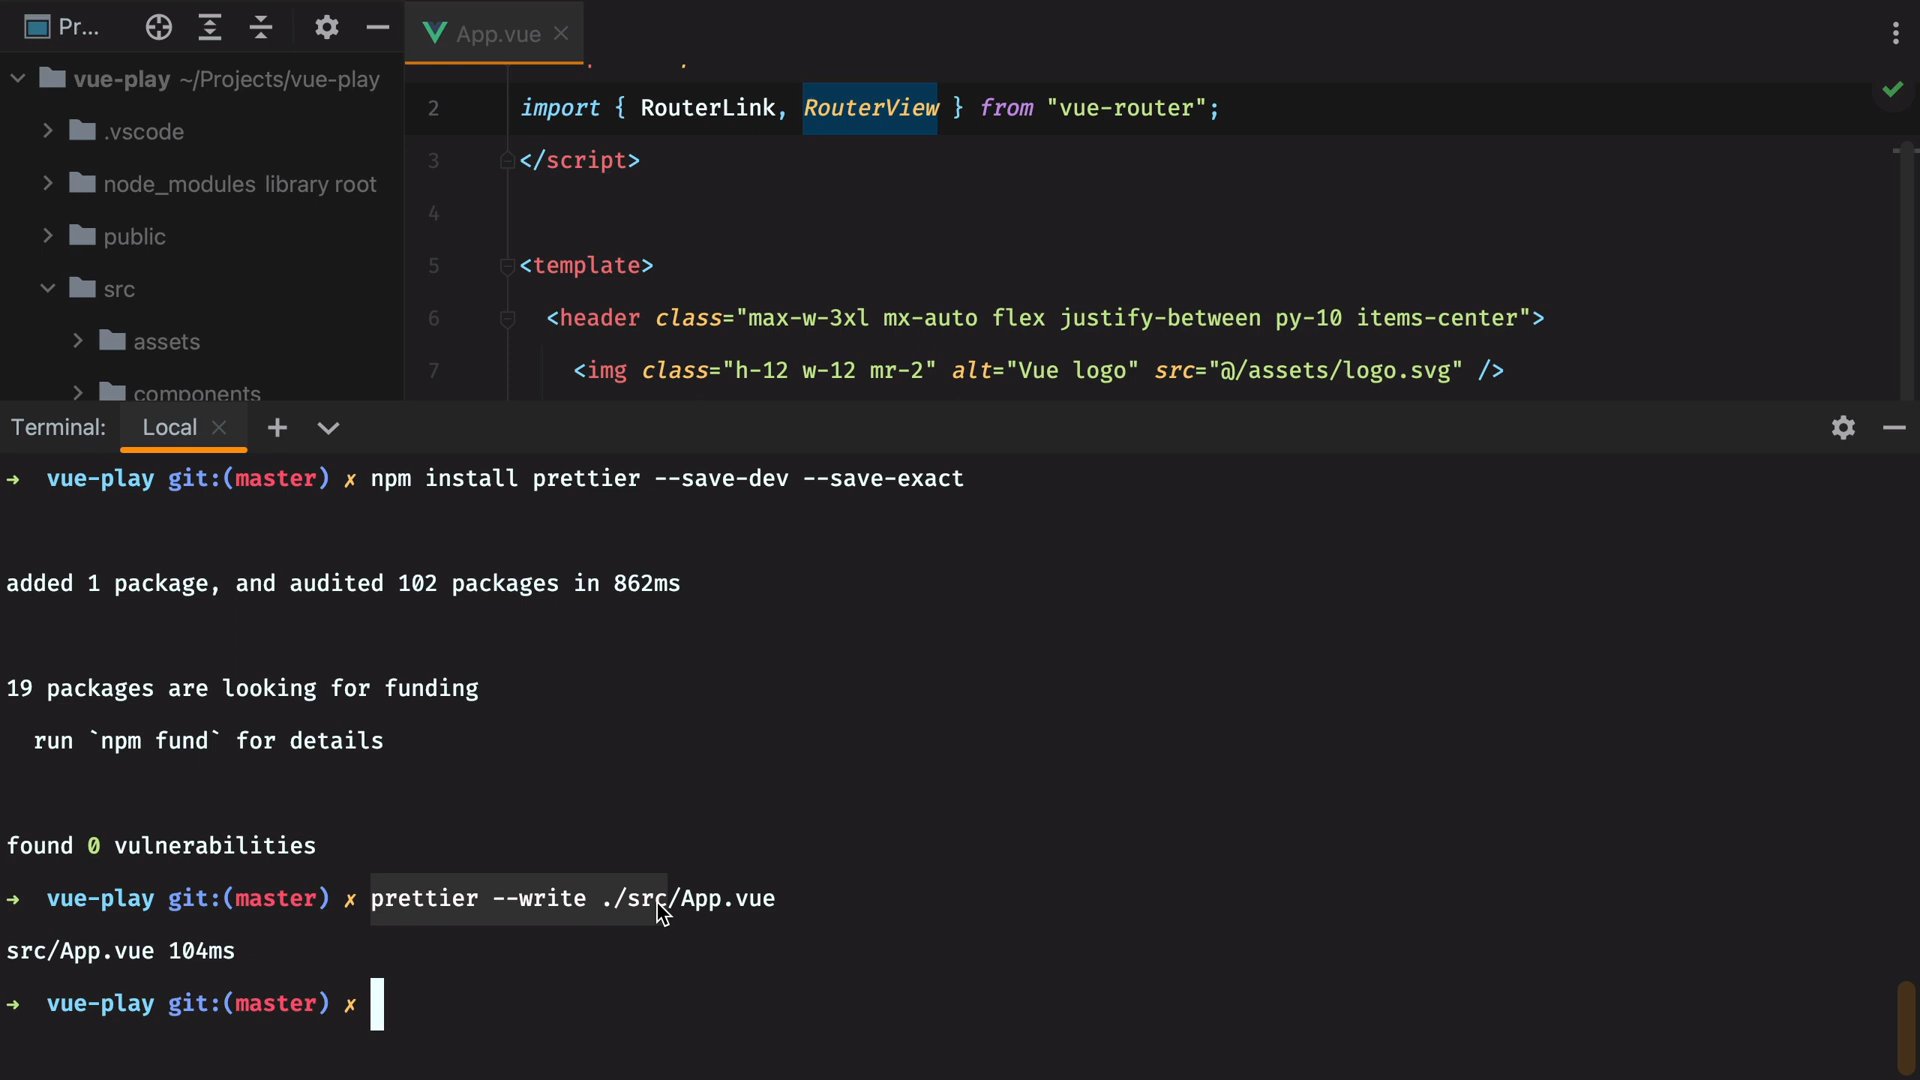 Pr...
App.vue
vue-play ~/Projects/vue-play
.vscode
node_modules library root
public
src
assets
components
2 import { RouterLink, RouterView } from "vue-router";
3 </script>
4
5 <template>
6 <header class="max-w-3xl mx-auto flex justify-between py-10 items-center">
7 <img class="h-12 w-12 mr-2" alt="Vue logo" src="@/assets/logo.svg" />
Terminal: Local
→ vue-play git:(master) ✗ npm install prettier --save-dev --save-exact
added 1 package, and audited 102 packages in 862ms
19 packages are looking for funding
run `npm fund` for details
found 0 vulnerabilities
→ vue-play git:(master) ✗ prettier --write ./src/App.vue
src/App.vue 104ms
→ vue-play git:(master) ✗